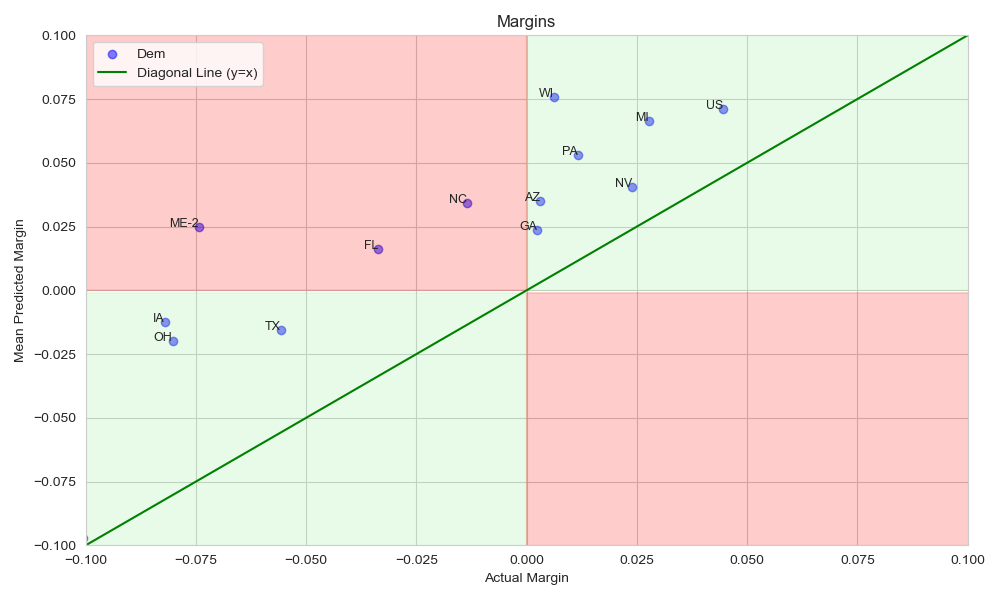 Margins
Dem
Diagonal Line (y=x)
Mean Predicted Margin
0.100
0.075
0.050
0.025
0.000
−0.025
−0.050
−0.075
−0.100
WI
US
MI
PA
NV
NC
AZ
ME-2
GA
FL
IA
TX
OH
−0.100
−0.075
−0.050
−0.025
0.000
0.025
0.050
0.075
0.100
Actual Margin